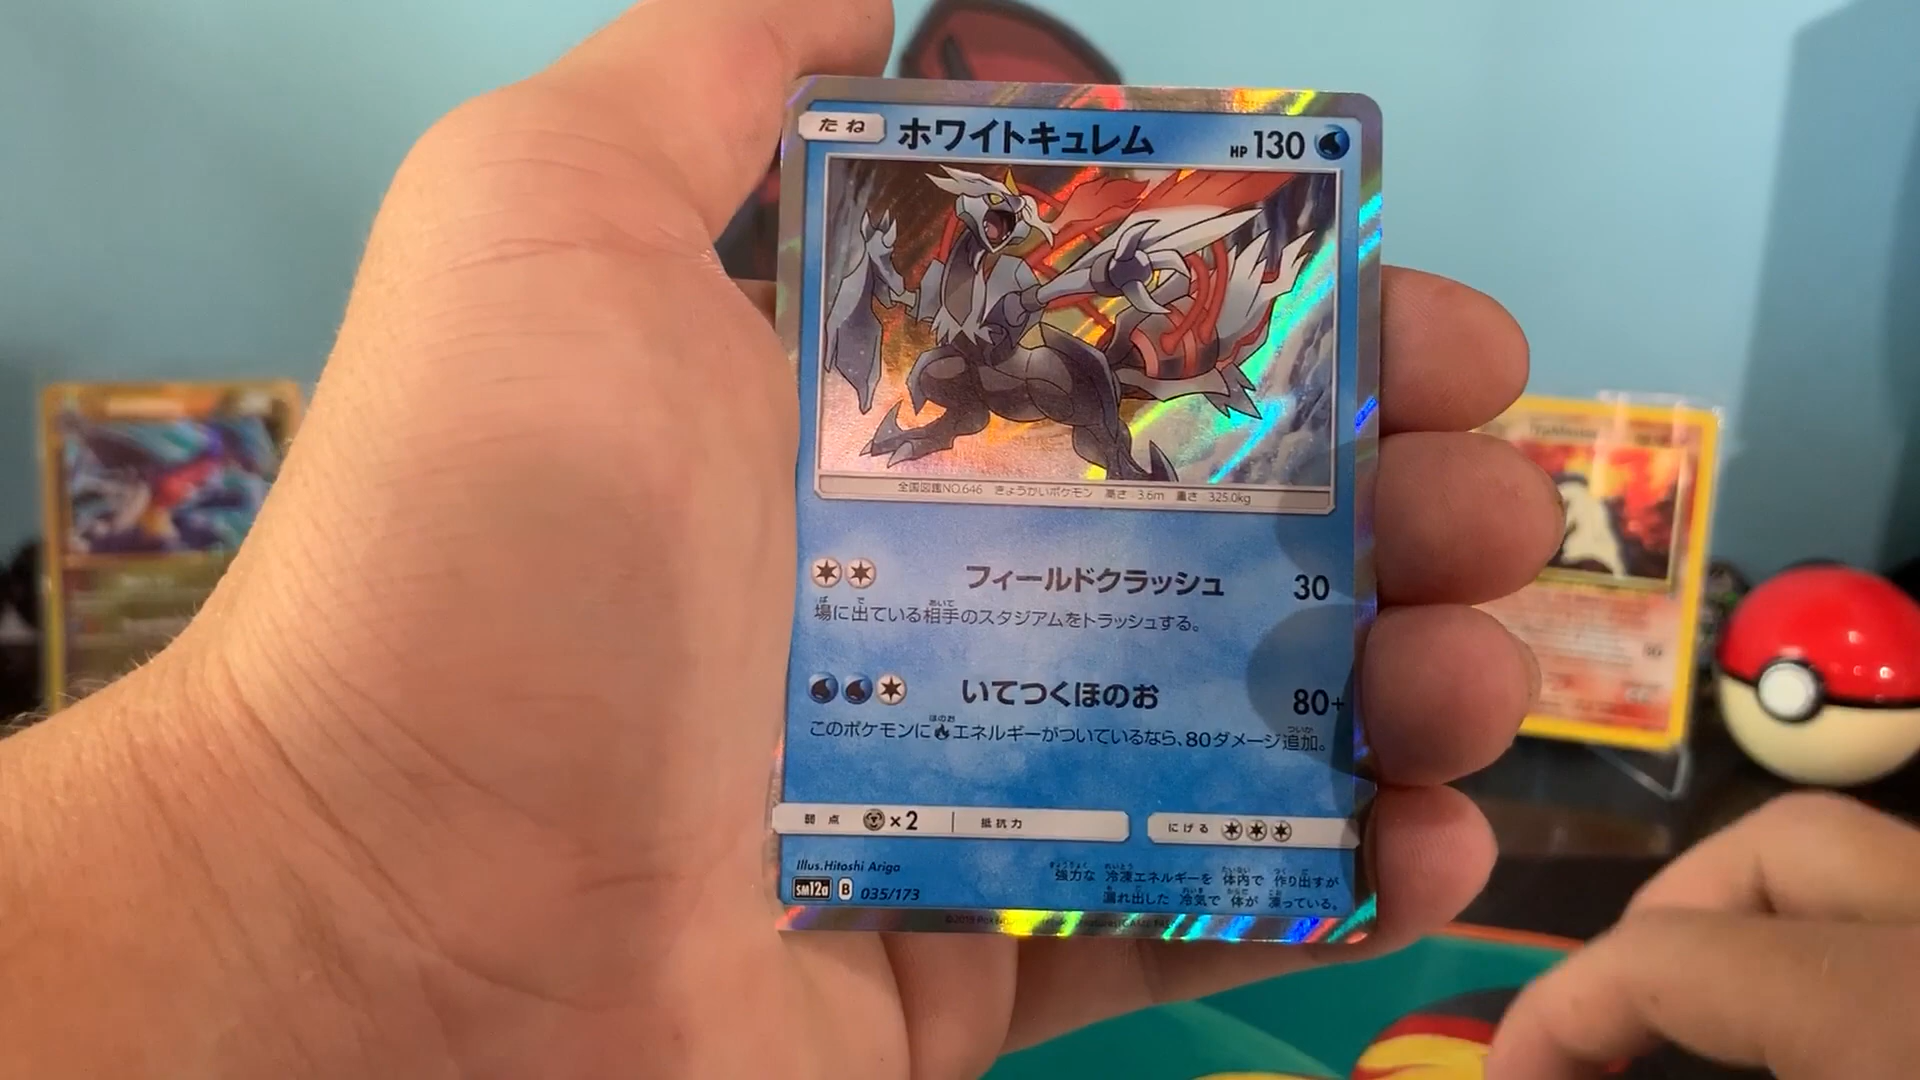 たね ホワイトキュレム HP 130
全国図鑑NO.646 きょうかいポケモン 高さ 3.6m 重さ 325.0kg
フィールドクラッシュ 30
場に出ている相手のスタジアムをトラッシュする。
いてつくほのお 80+
このポケモンに炎エネルギーがついているなら、80ダメージ追加。
弱点 ×2 抵抗力 にげる
Illus.Hitoshi Ariga
強力な 冷凍エネルギーを 体内で 作り出すが
SM12a B 035/173
漏れ出した 冷気で 体が 凍っている。